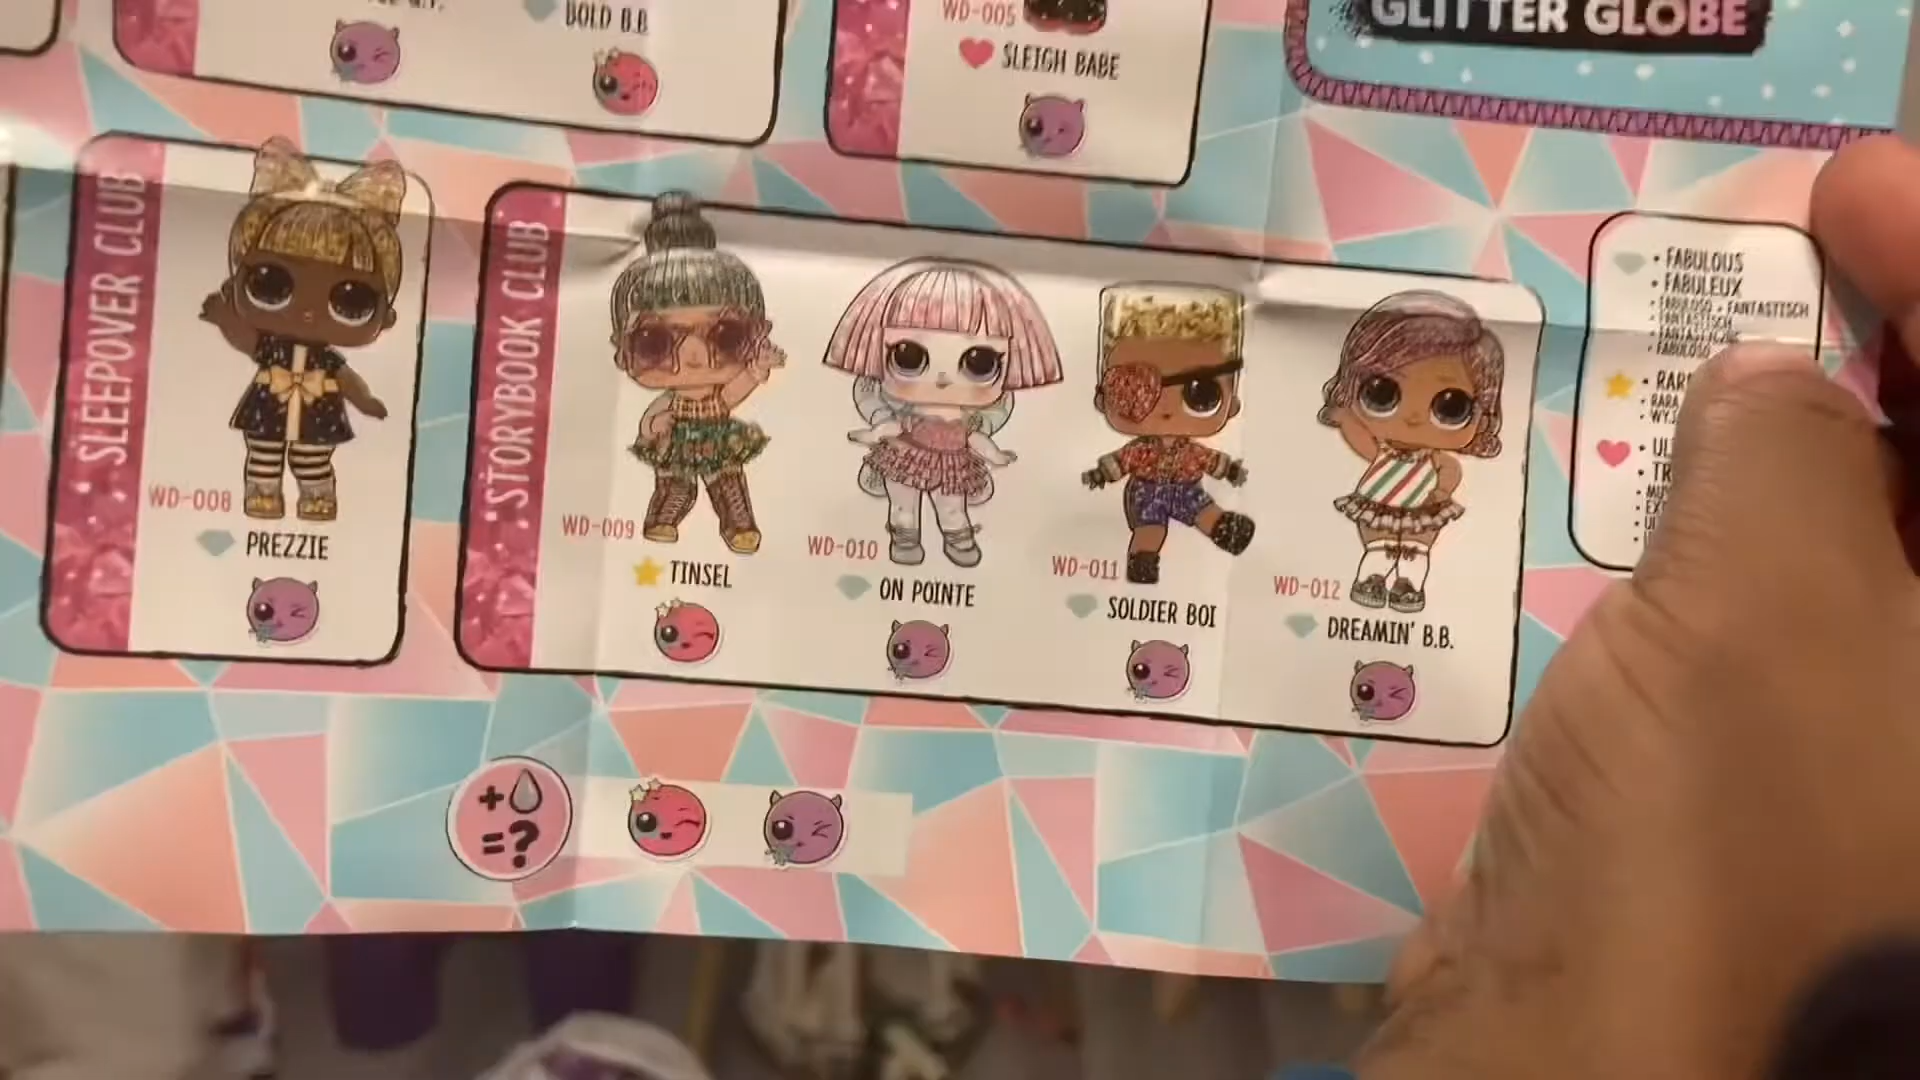 BOLD B.B.
WD-005
SLEIGH BABE
GLITTER GLOBE
SLEEPOVER CLUB
WD-008
PREZZIE
STORYBOOK CLUB
WD-009
TINSEL
WD-010
ON POINTE
WD-011
SOLDIER BOI
WD-012
DREAMIN' B.B.
• FABULOUS
• FABULEUX
• FABULOSO • FANTASTISCH
• FANTASTISCH
• FABULOSO
+
=?